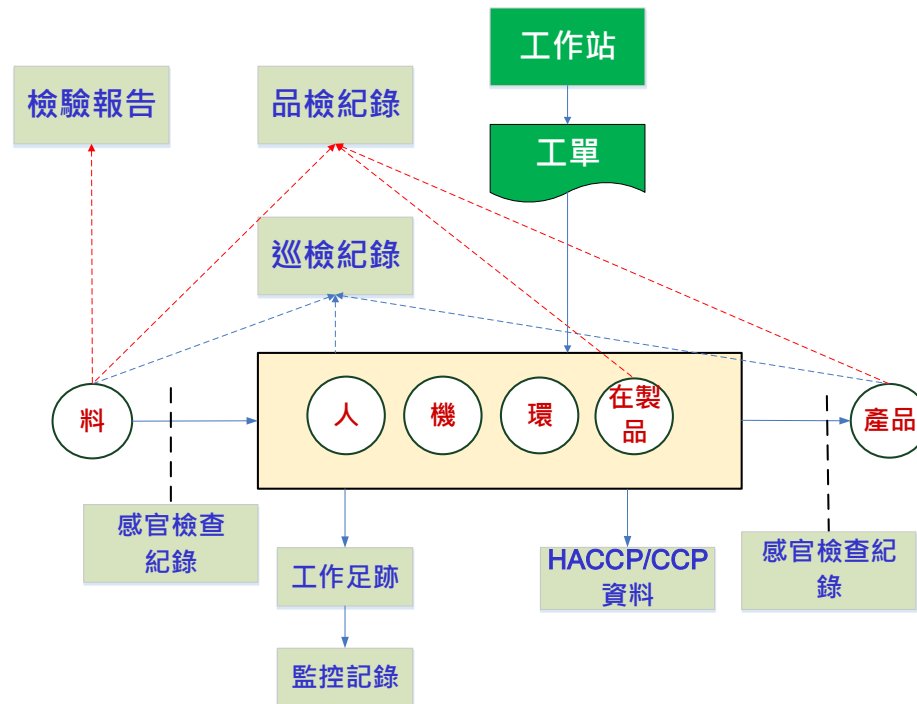 工作站
檢驗報告
品檢紀錄
工單
巡檢紀錄
料
人
機
環
在製
品
產品
感官檢查
紀錄
工作足跡
HACCP/CCP
資料
感官檢查紀
錄
監控記錄